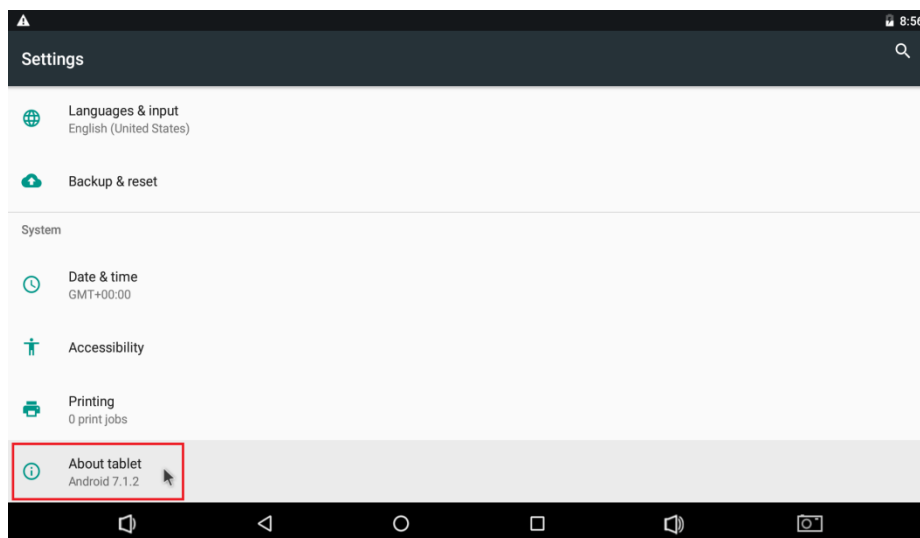 8:56
Settings
Languages & input
English (United States)
Backup & reset
System
Date & time
GMT+00:00
Accessibility
Printing
0 print jobs
About tablet
Android 7.1.2